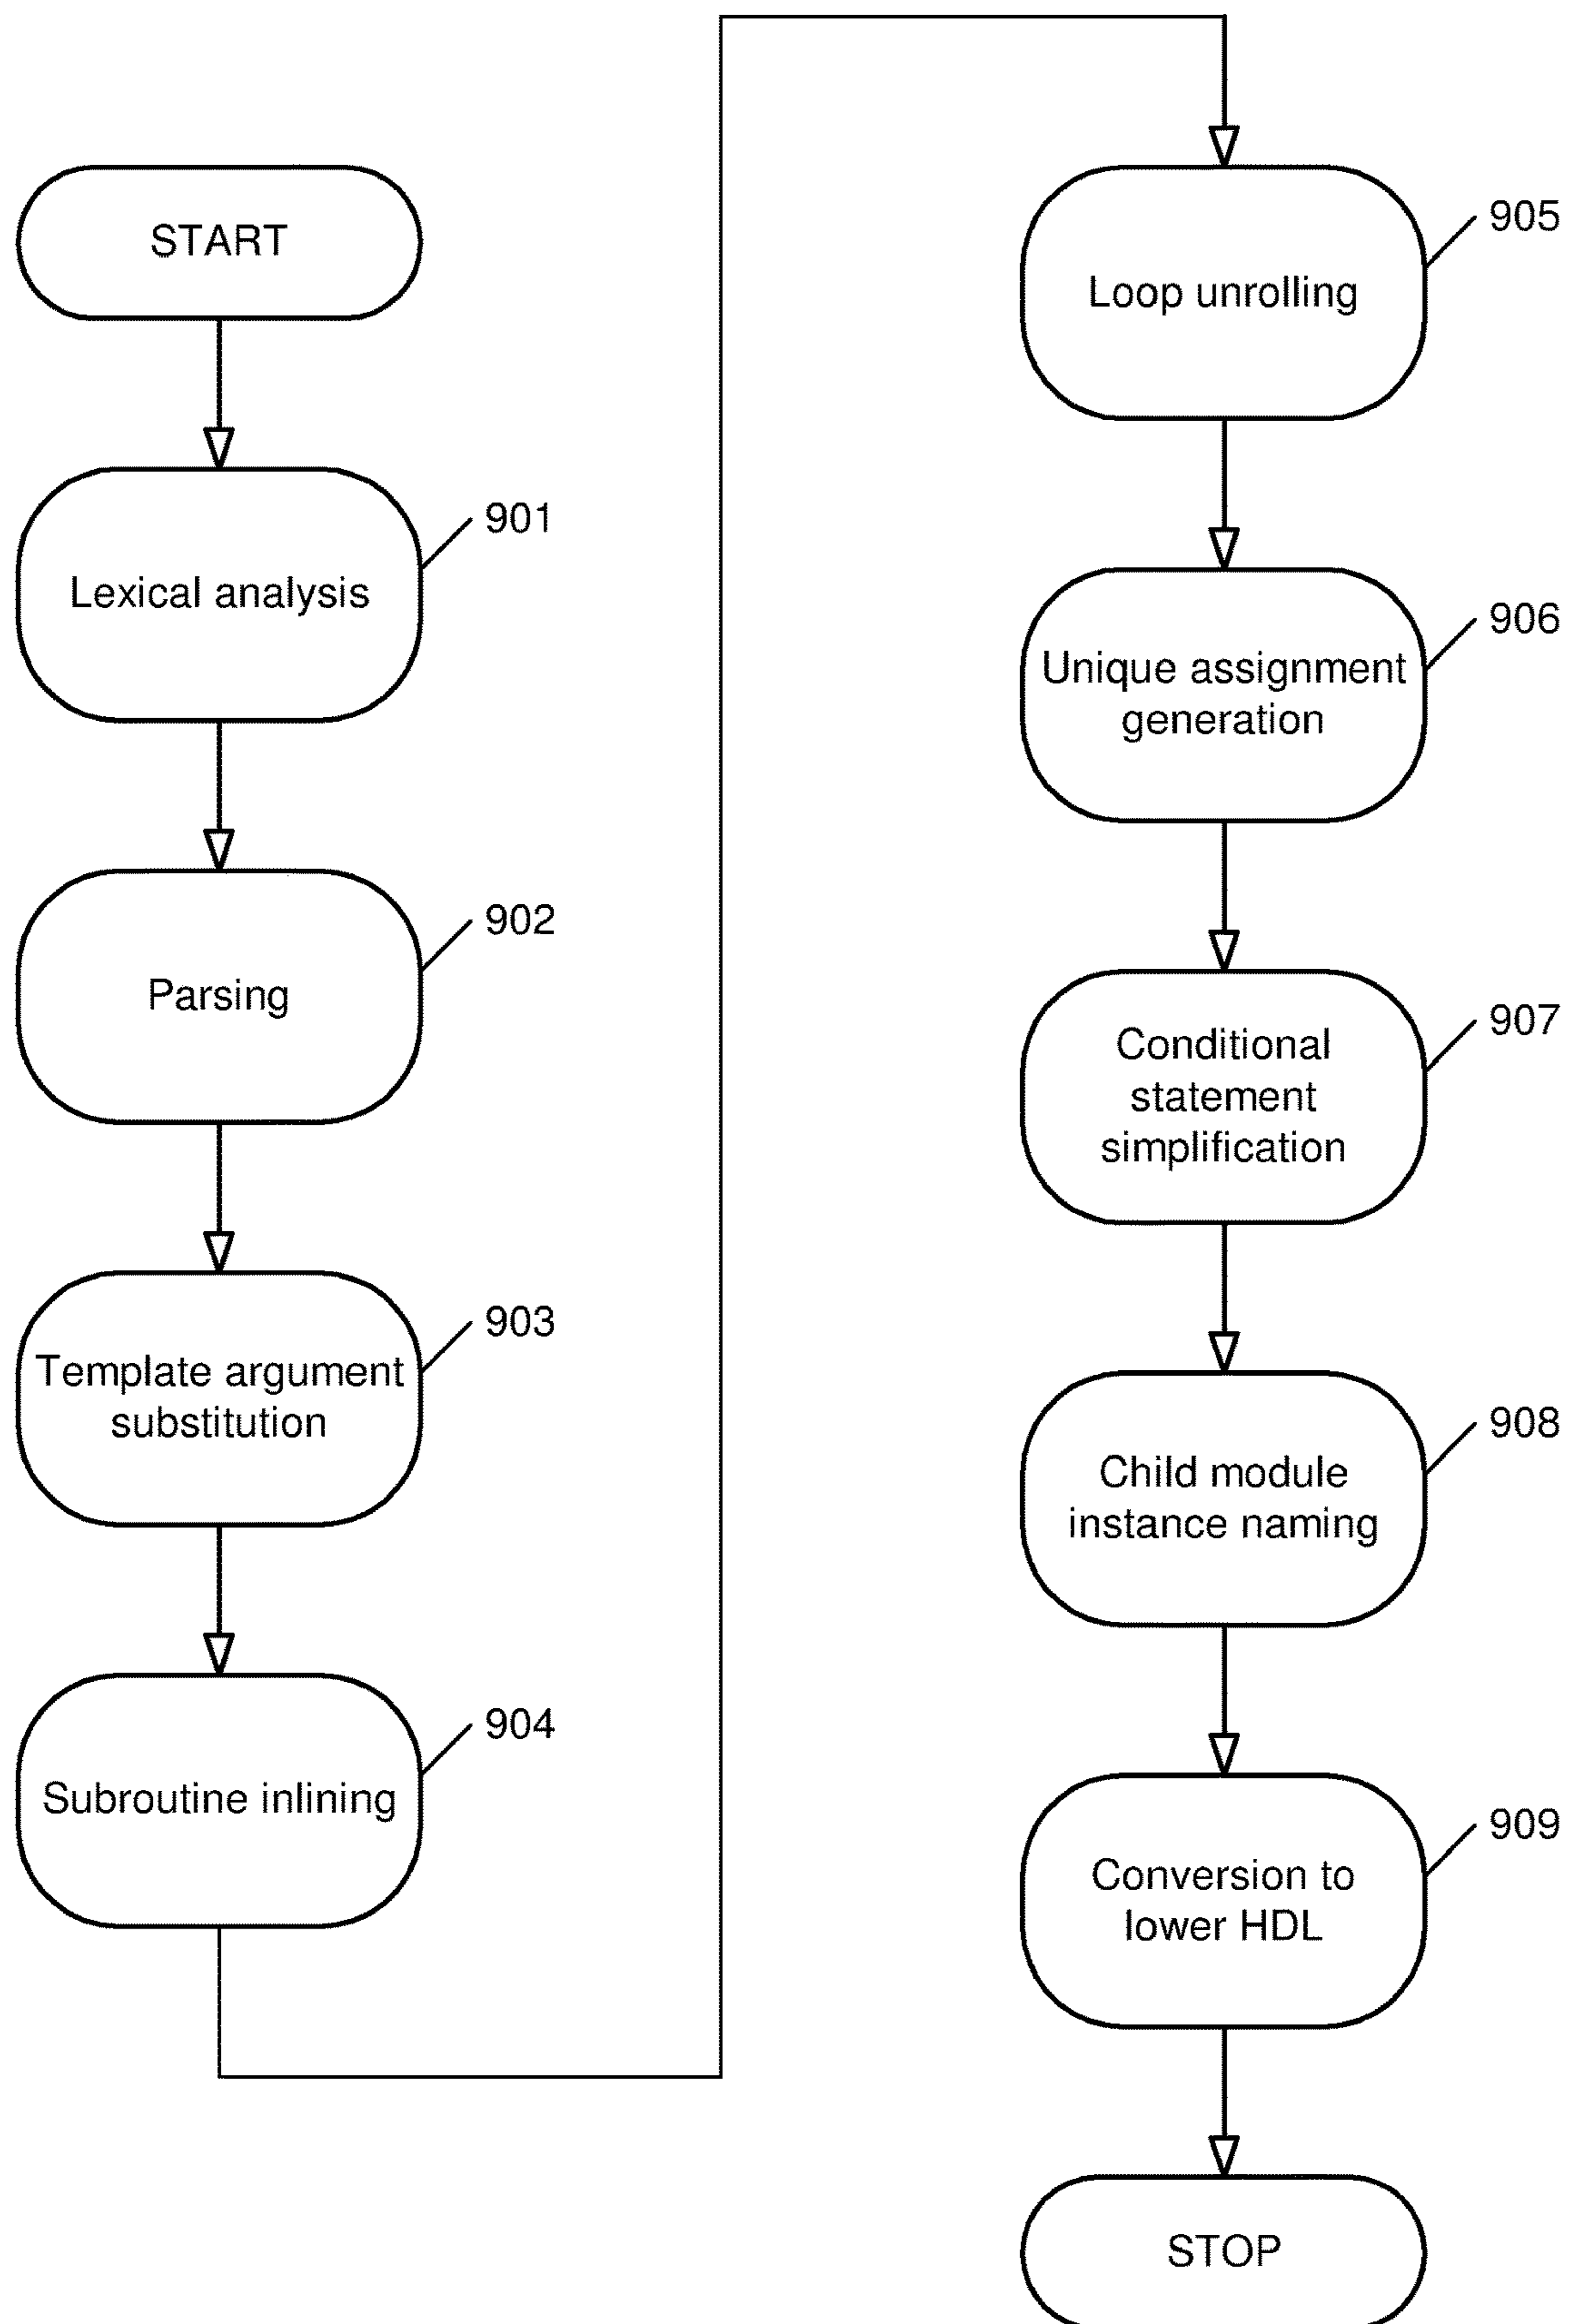 START
Lexical analysis
901
Parsing
902
Template argument
substitution
903
Subroutine inlining
904
Loop unrolling
905
Unique assignment
generation
906
Conditional
statement
simplification
907
Child module
instance naming
908
Conversion to
lower HDL
909
STOP